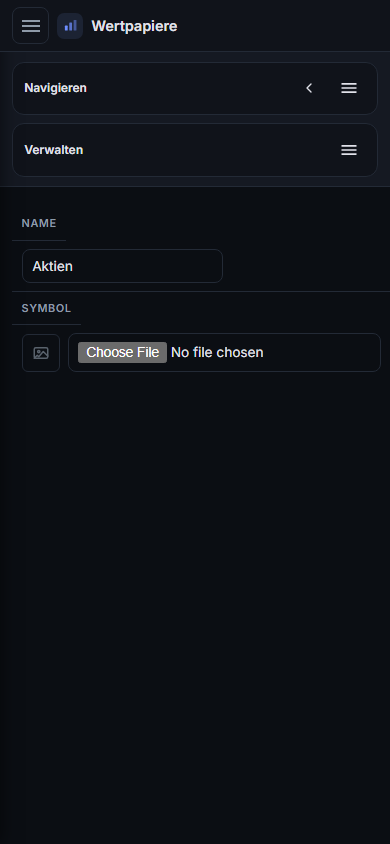 Wertpapiere
Navigieren
Verwalten
NAME
Aktien
SYMBOL
Choose File No file chosen